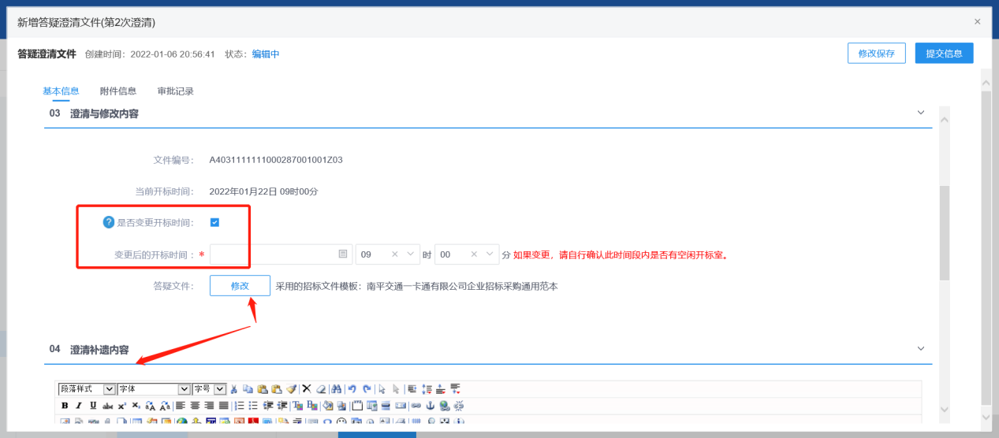 新增答疑澄清文件(第2次澄清)
×
答疑澄清文件 创建时间：2022-01-06 20:56:41 状态：编辑中 修改保存 提交信息
基本信息 附件信息 审批记录
03 澄清与修改内容
文件编号： A4031111111000287001001Z03
当前开标时间： 2022年01月22日 09时00分
? 是否变更开标时间：
变更后的开标时间：* 09 × 时 00 × 分 如果变更，请自行确认此时间段内是否有空闲开标室。
答疑文件： 修改 采用的招标文件模板：南平交通一卡通有限公司企业招标采购通用范本
04 澄清补遗内容
段落样式 字体 字号
B I U abc x² x₂